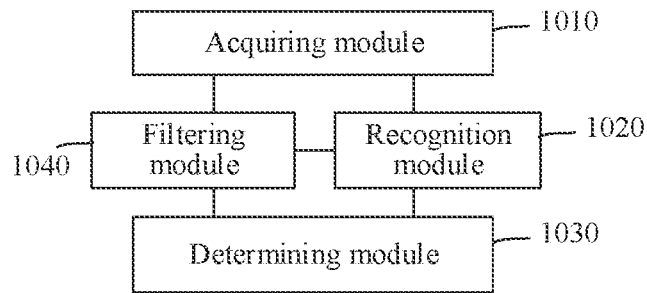 Acquiring module
1010
Filtering
module
1040
Recognition
module
1020
Determining module
1030